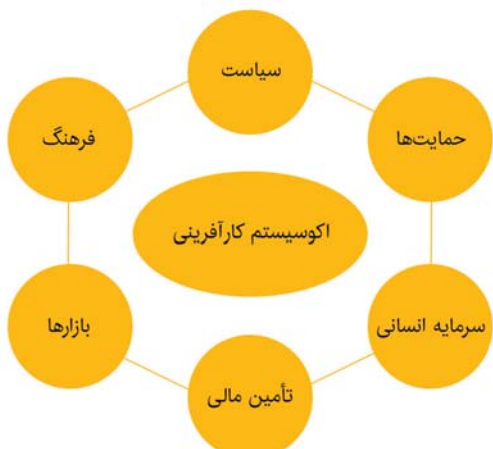 سیاست
حمایت‌ها
فرهنگ
اکوسیستم کارآفرینی
سرمایه انسانی
بازارها
تأمین مالی